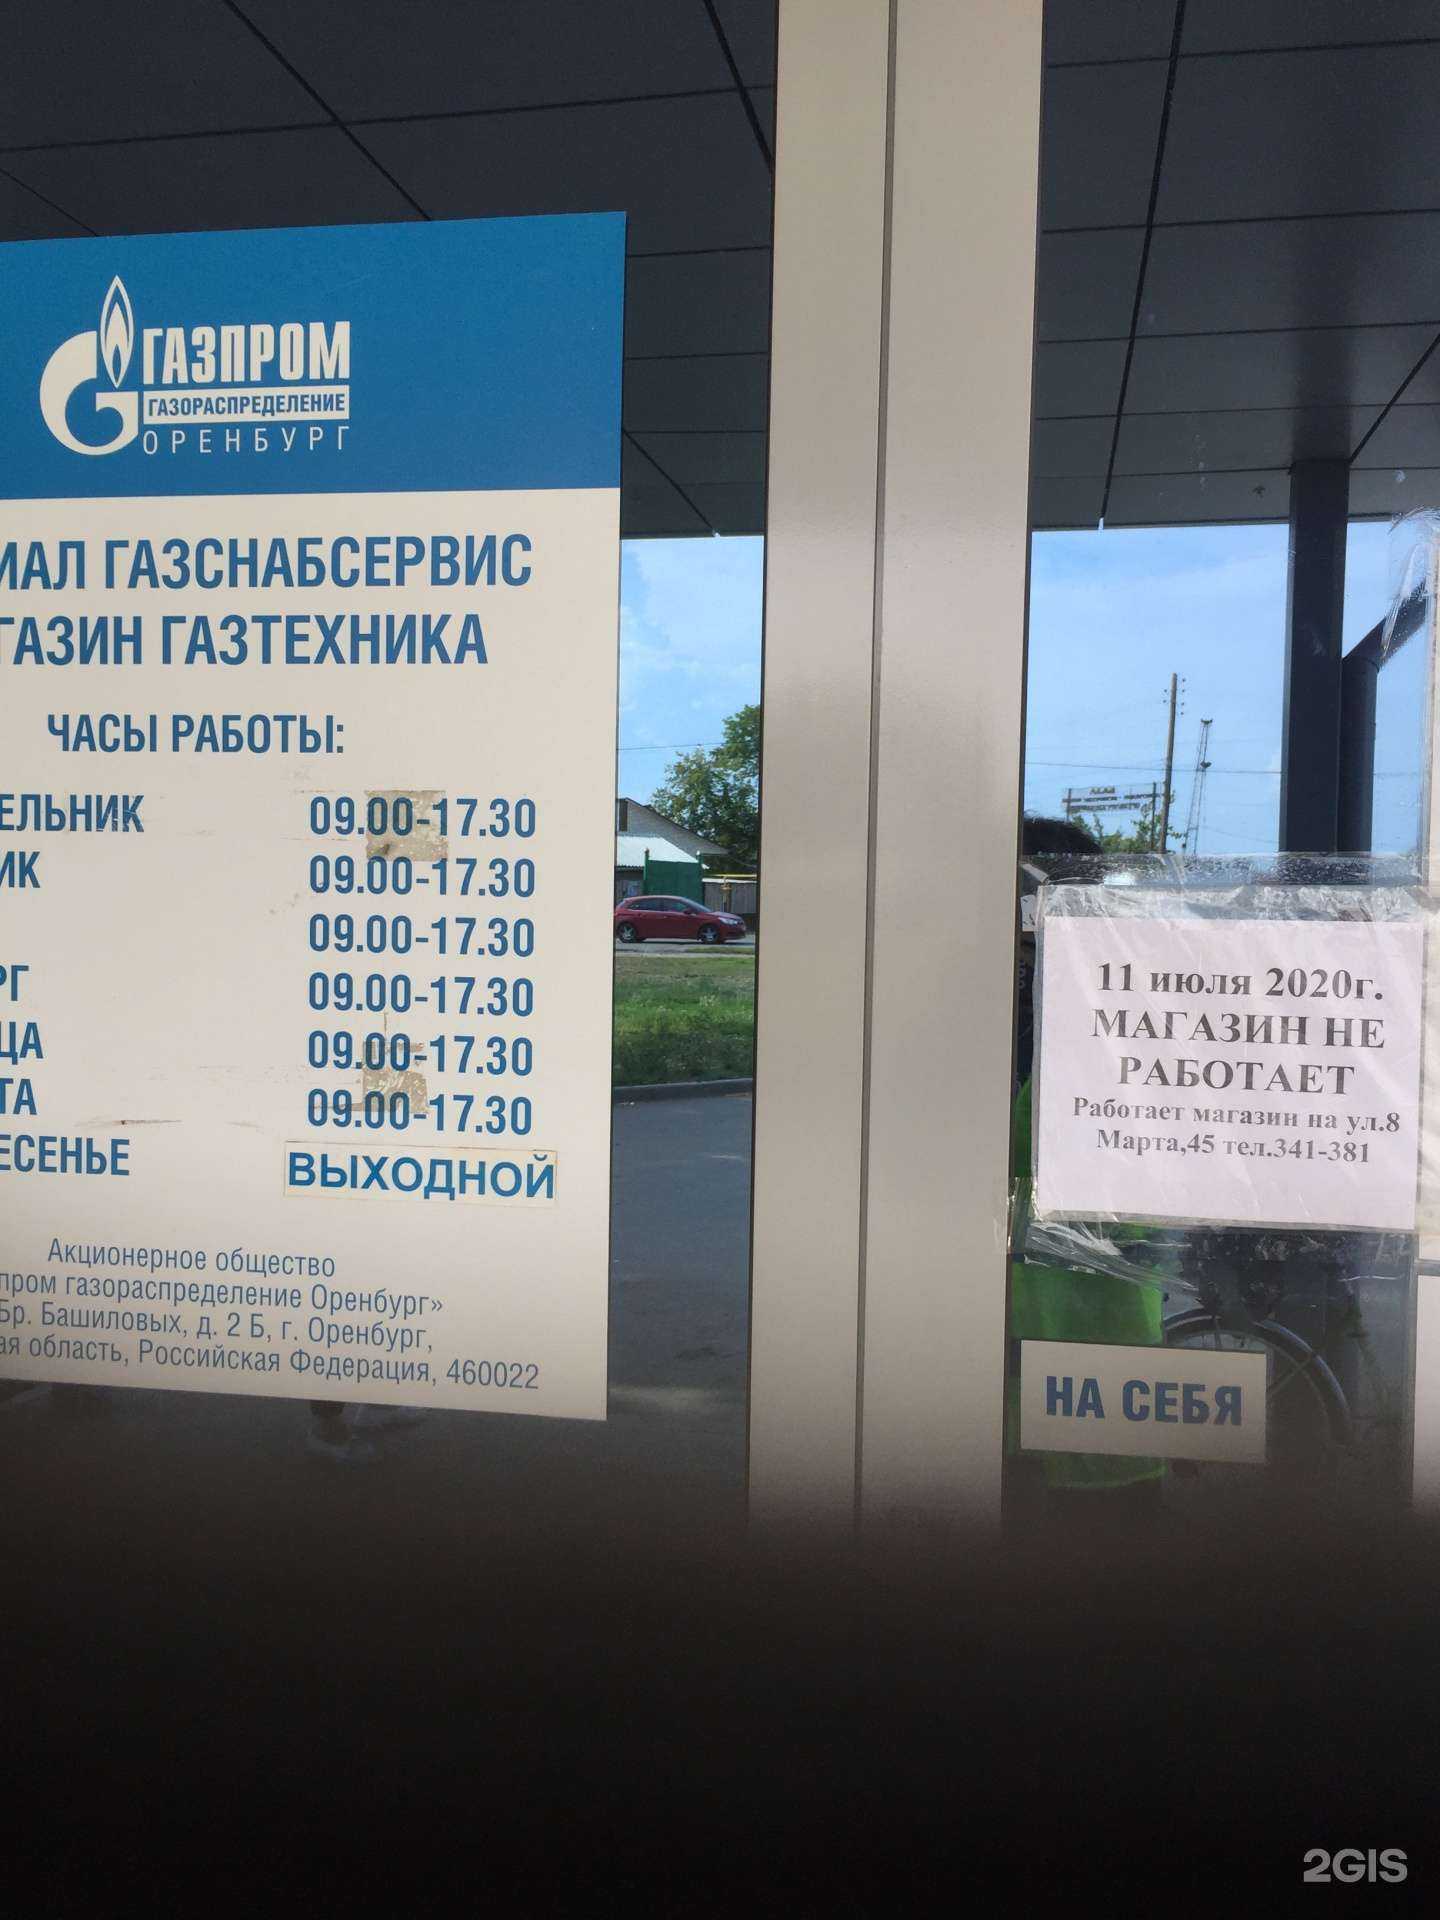 ГАЗПРОМ
ГАЗОРАСПРЕДЕЛЕНИЕ
ОРЕНБУРГ
ИАЛ ГАЗСНАБСЕРВИС
ГАЗИН ГАЗТЕХНИКА
ЧАСЫ РАБОТЫ:
ЕЛЬНИК 09.00-17.30
ИК 09.00-17.30
09.00-17.30
РГ 09.00-17.30
ЦА 09.00-17.30
ТА 09.00-17.30
ЕСЕНЬЕ ВЫХОДНОЙ
Акционерное общество
пром газораспределение Оренбург»
Бр. Башиловых, д. 2 Б, г. Оренбург,
ая область, Российская Федерация, 460022
11 июля 2020г.
МАГАЗИН НЕ
РАБОТАЕТ
Работает магазин на ул.8
Марта,45 тел.341-381
НА СЕБЯ
2GIS